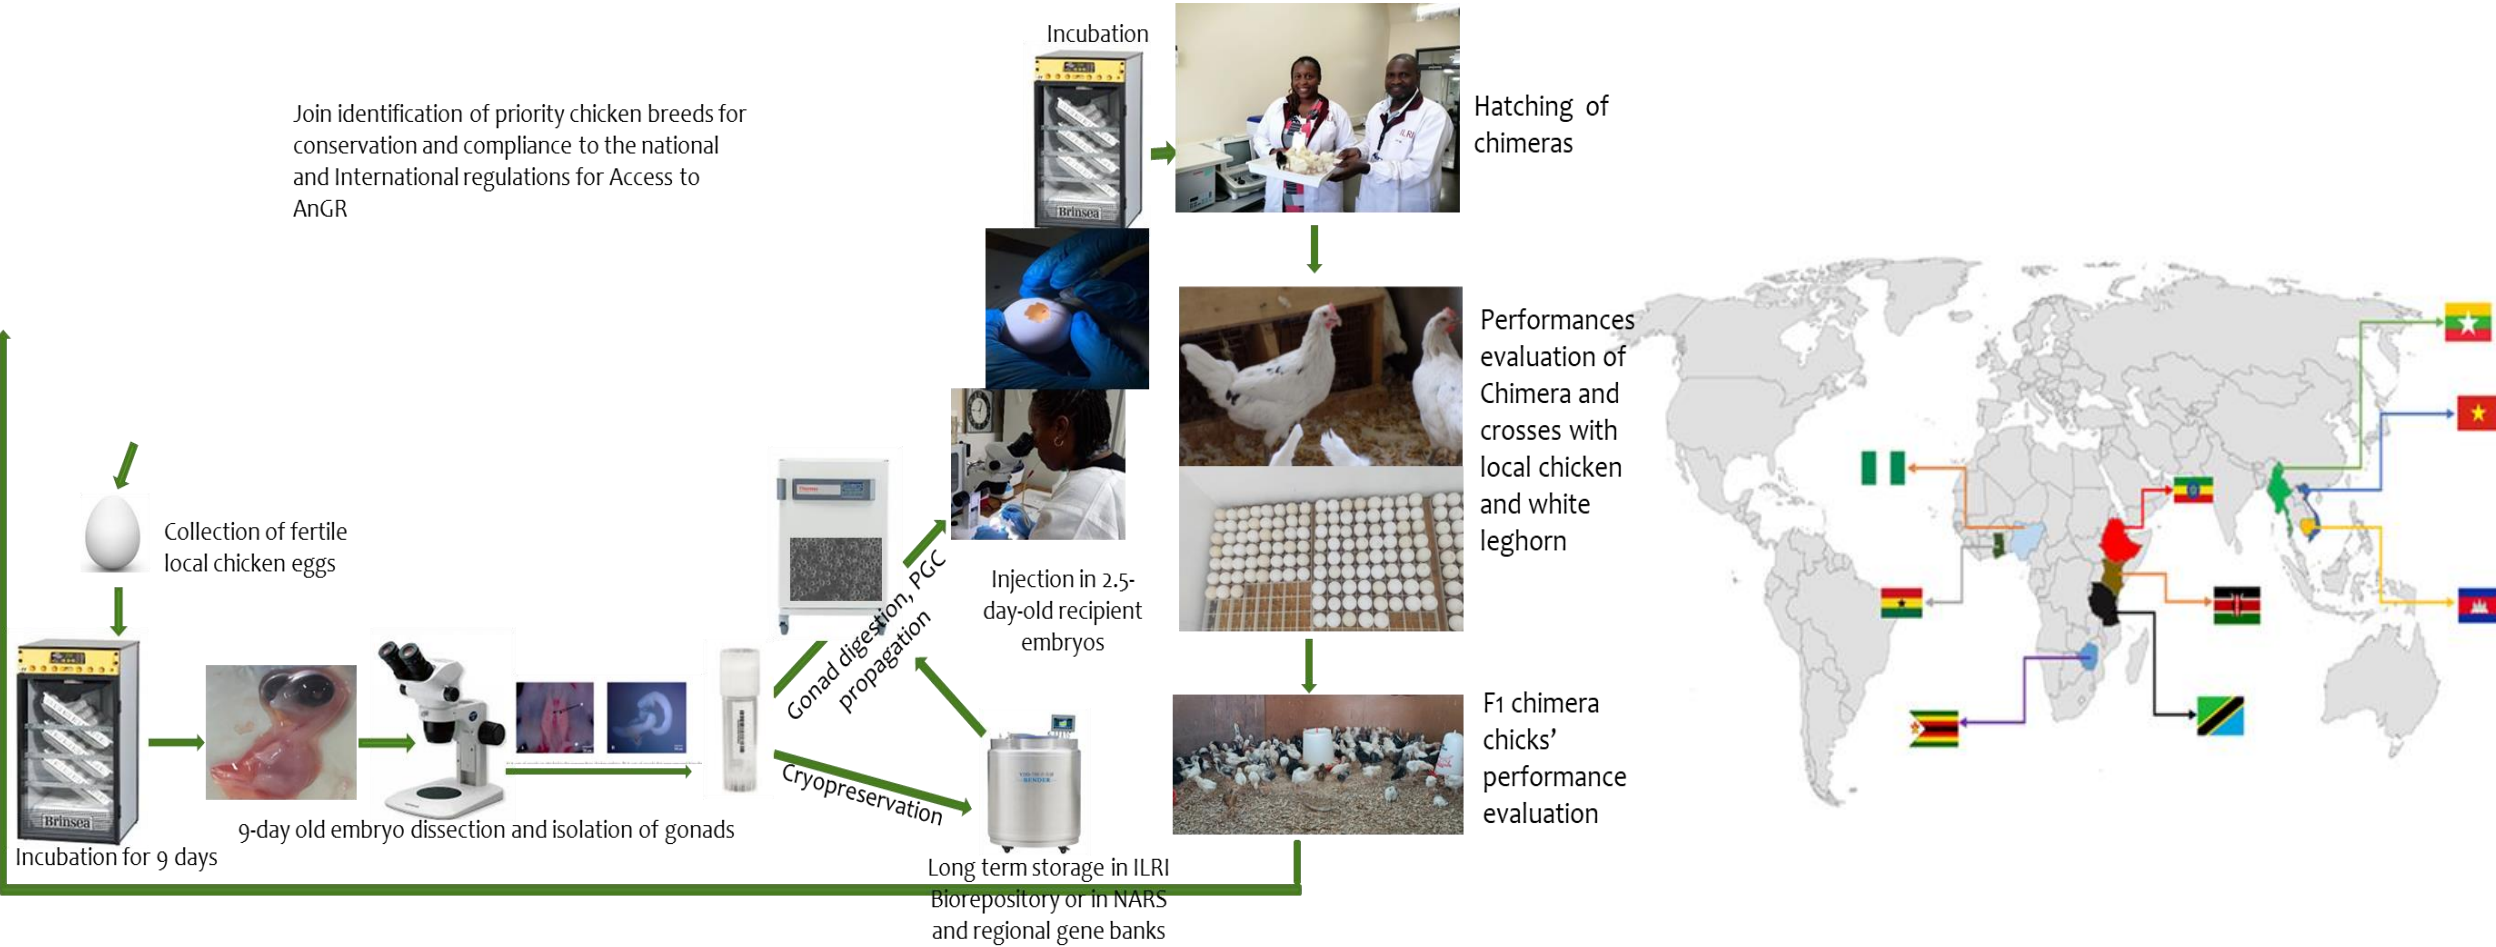 Incubation
Brinsea
ILRI
Hatching of
chimeras
Join identification of priority chicken breeds for
conservation and compliance to the national
and International regulations for Access to
AnGR
Performances
evaluation of
Chimera and
crosses with
local chicken
and white
leghorn
Collection of fertile
local chicken eggs
Injection in 2.5-
day-old recipient
embryos
Gonad digestion, PGC
propagation
Cryopreservation
F1 chimera
chicks’
performance
evaluation
Brinsea
9-day old embryo dissection and isolation of gonads
Incubation for 9 days
Long term storage in ILRI
Biorepository or in NARS
and regional gene banks